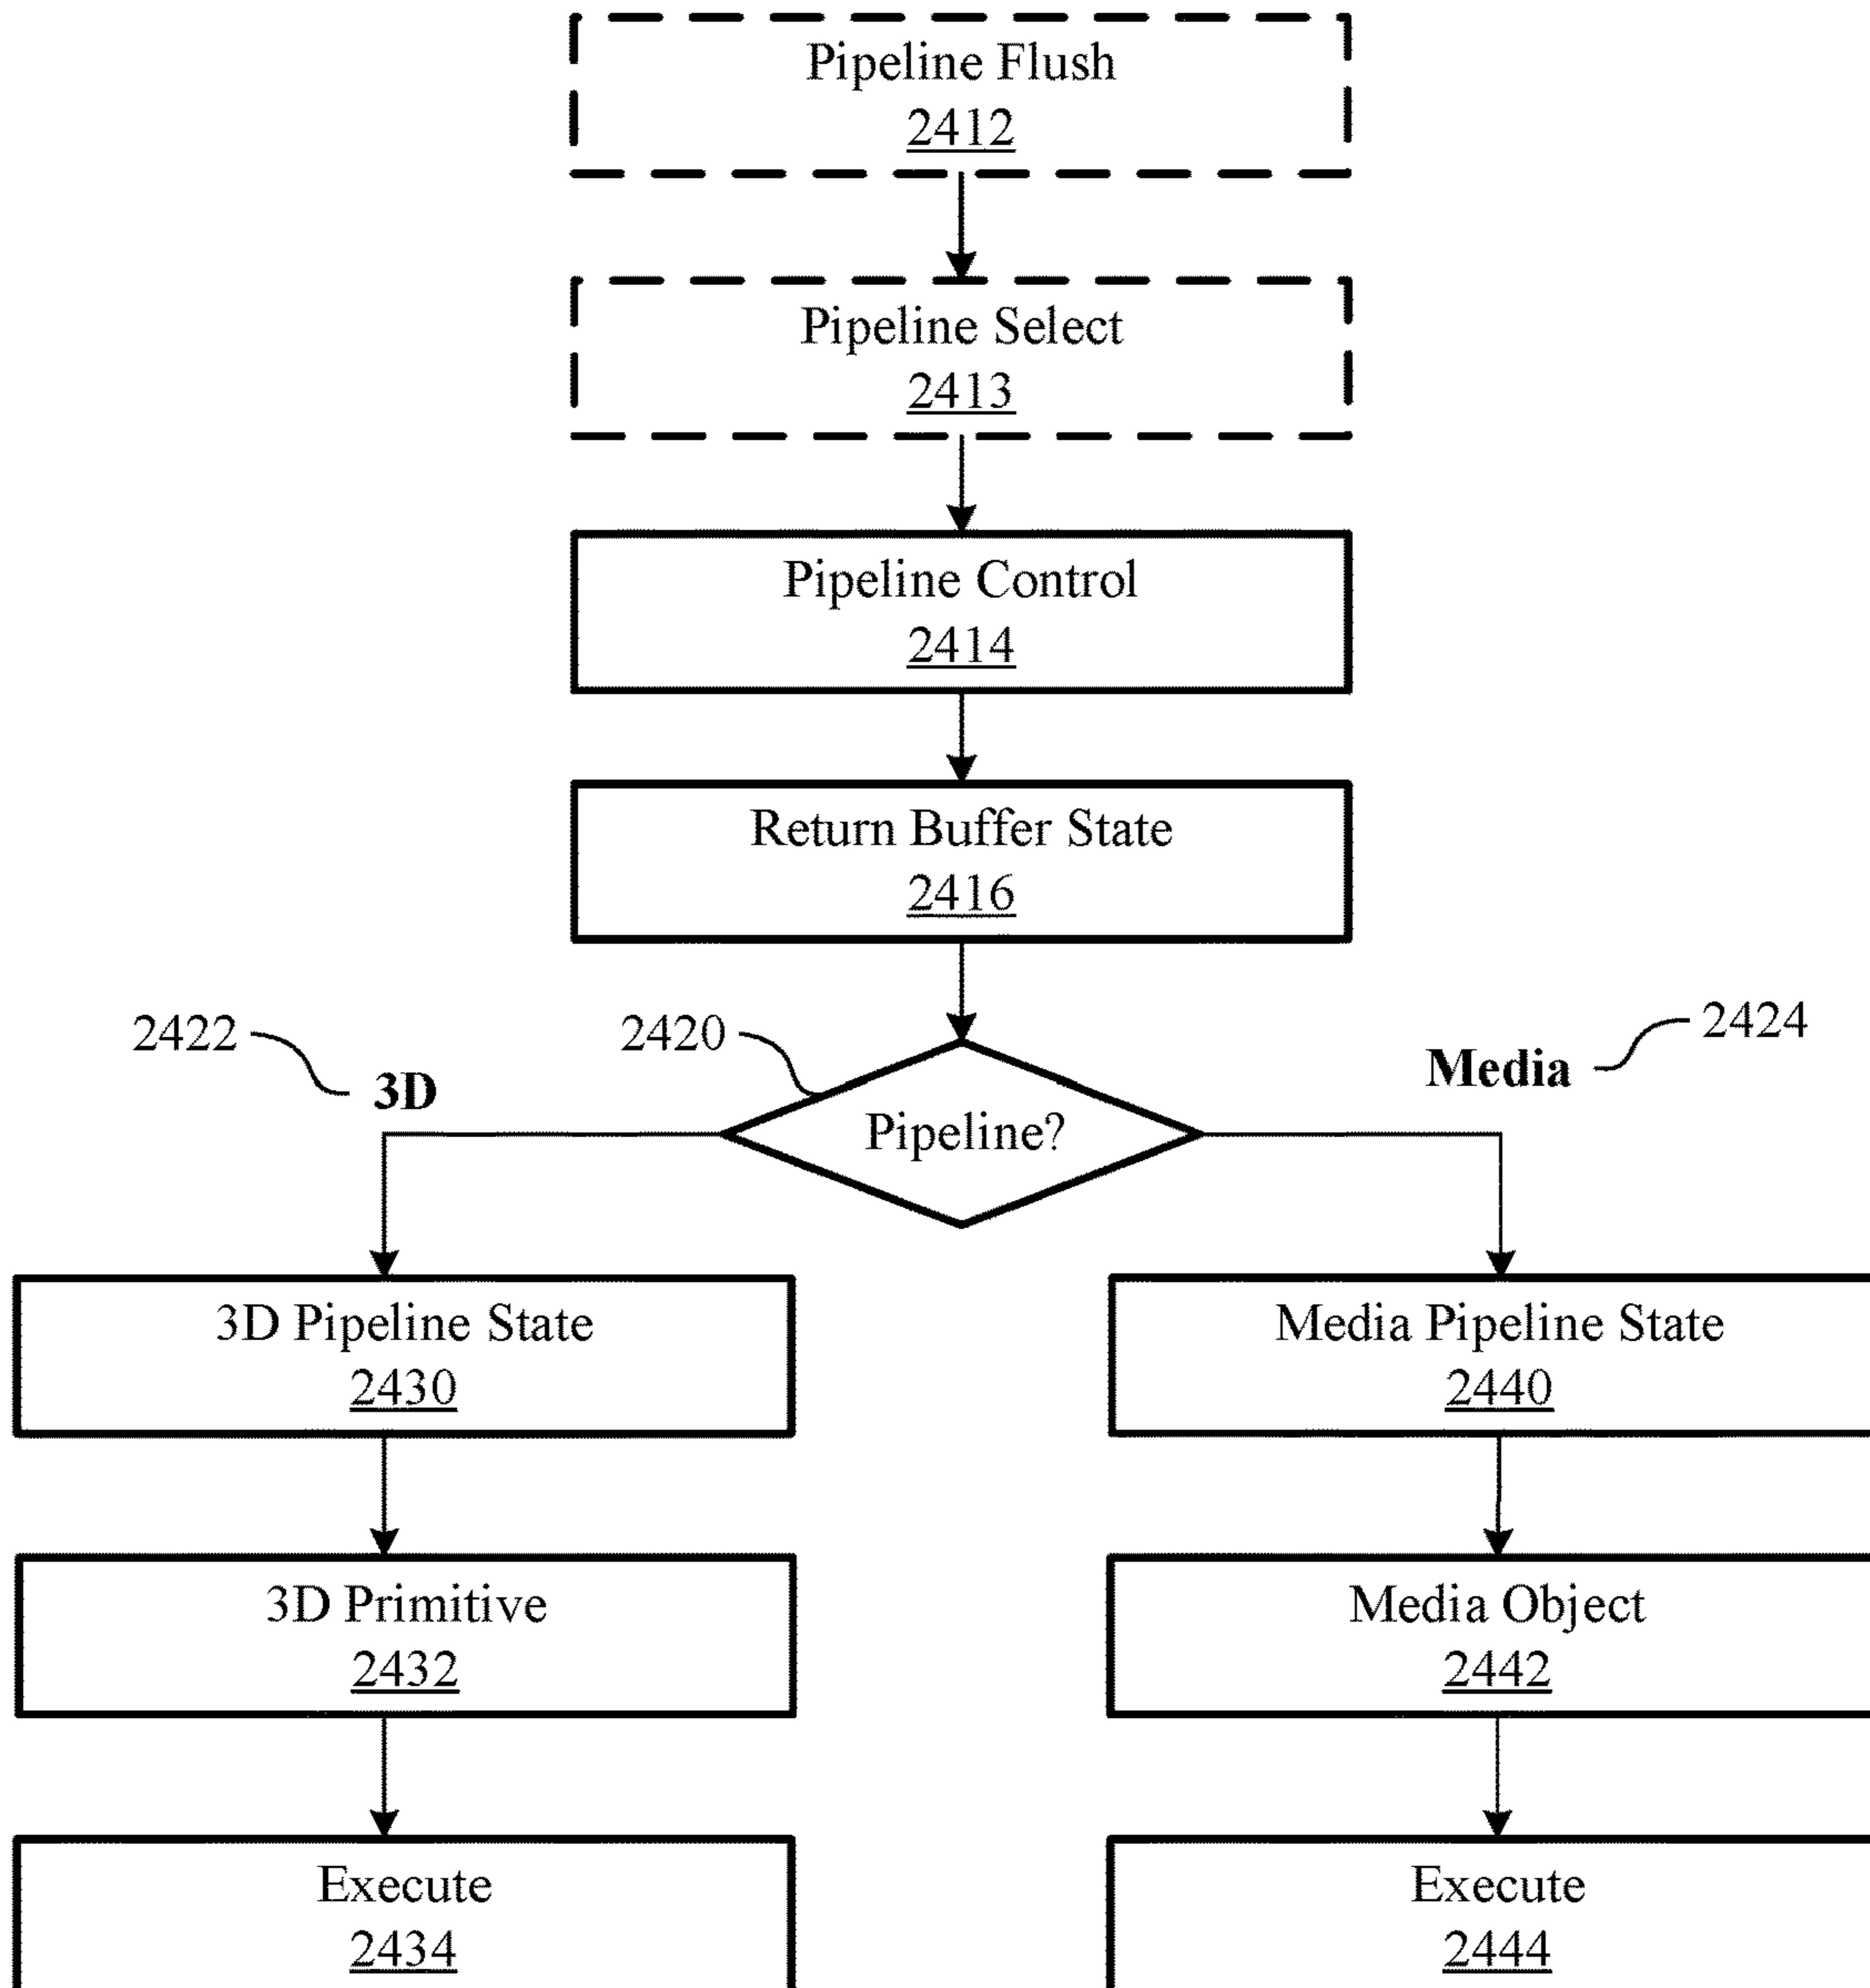 Pipeline Flush
2412
Pipeline Select
2413
Pipeline Control
2414
Return Buffer State
2416
2422
2420
2424
3D
Media
Pipeline?
3D Pipeline State
2430
Media Pipeline State
2440
3D Primitive
2432
Media Object
2442
Execute
2434
Execute
2444